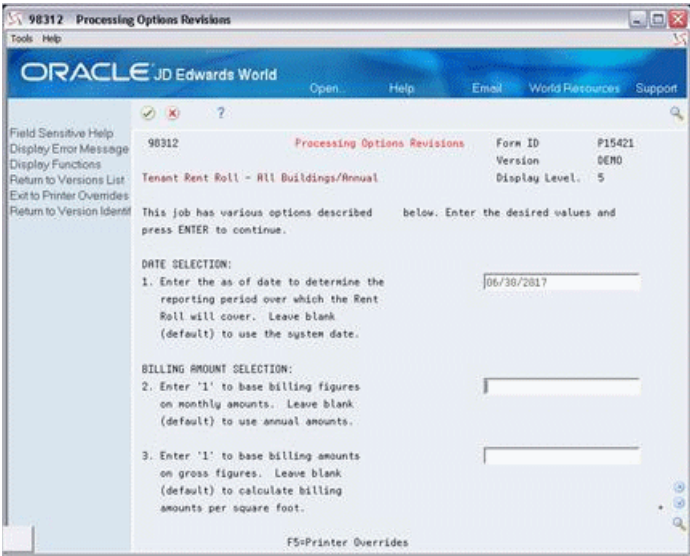 98312 Processing Options Revisions
Tools Help
ORACLE JD Edwards World
Open... Help Email World Resources Support
?
Field Sensitive Help
Display Error Message
Display Functions
Return to Versions List
Exit to Printer Overrides
Return to Version Identif
98312 Processing Options Revisions Form ID P15421
Version DEMO
Tenant Rent Roll - All Buildings/Annual Display Level. 5
This job has various options described below. Enter the desired values and
press ENTER to continue.
DATE SELECTION:
1. Enter the as of date to determine the 06/30/2017
reporting period over which the Rent
Roll will cover. Leave blank
(default) to use the system date.
BILLING AMOUNT SELECTION:
2. Enter '1' to base billing figures
on monthly amounts. Leave blank
(default) to use annual amounts.
3. Enter '1' to base billing amounts
on gross figures. Leave blank
(default) to calculate billing
amounts per square foot.
F5=Printer Overrides